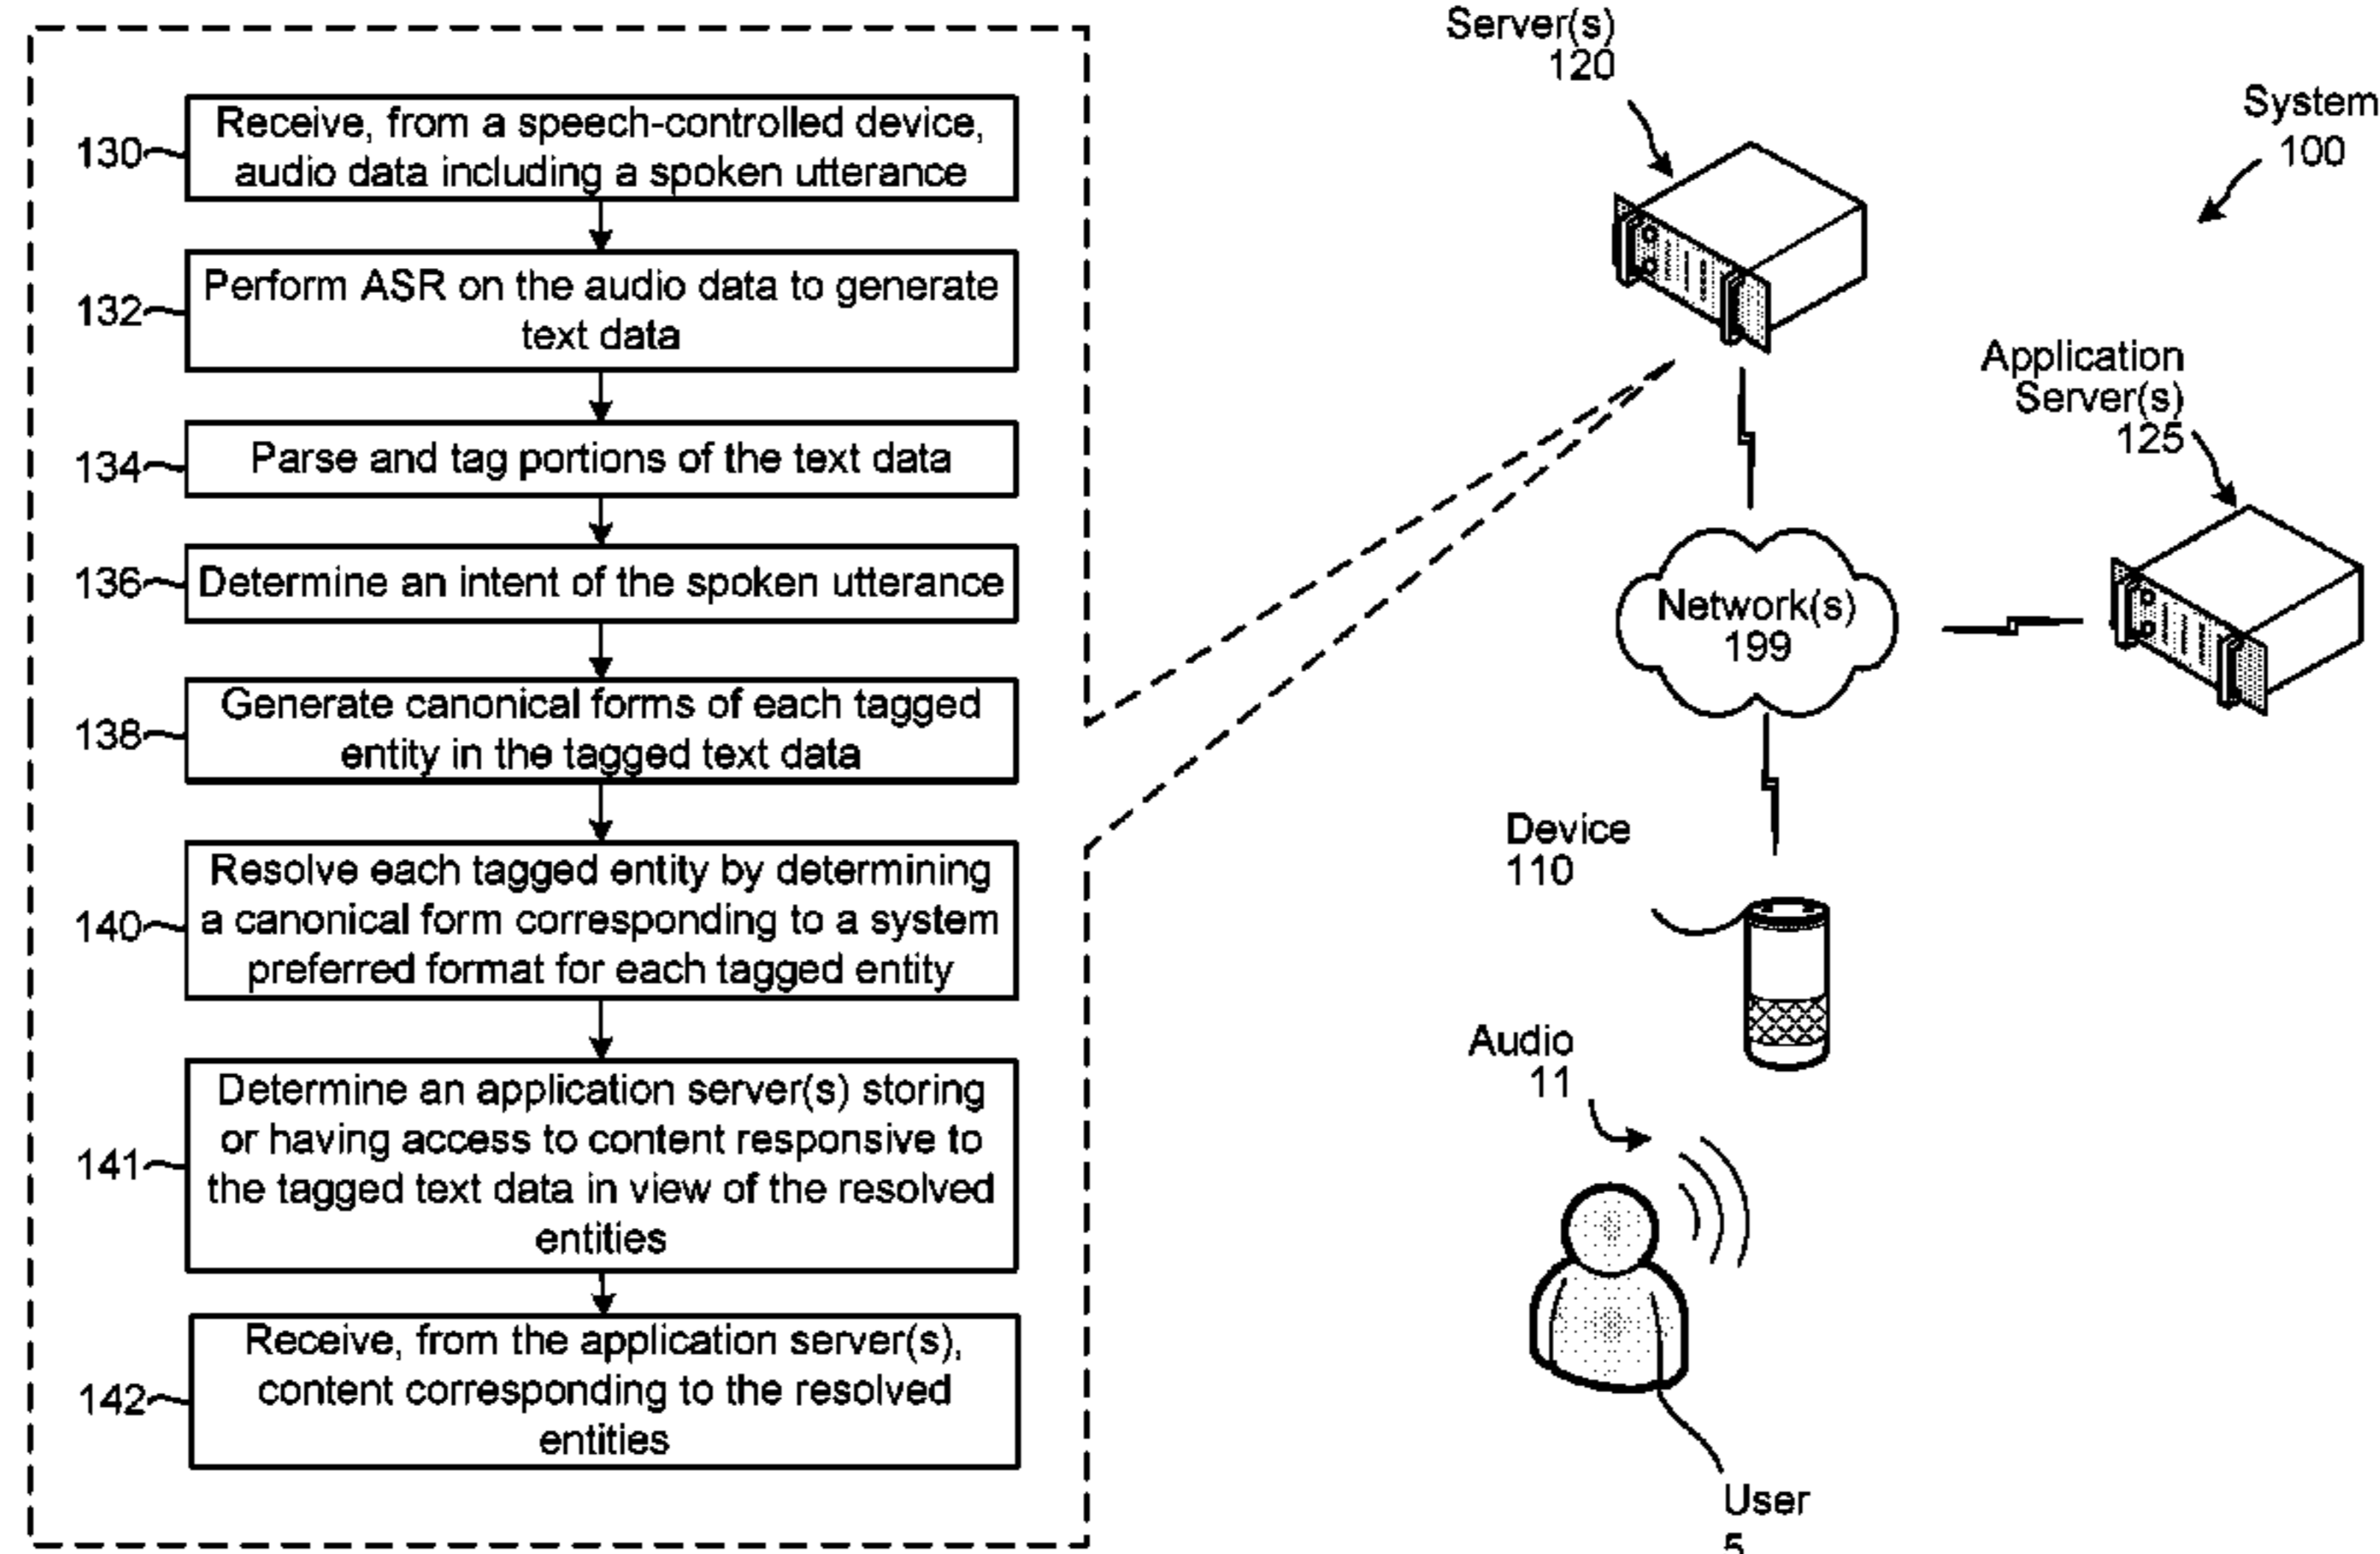 130
Receive, from a speech-controlled device,
audio data including a spoken utterance
132
Perform ASR on the audio data to generate
text data
134
Parse and tag portions of the text data
136
Determine an intent of the spoken utterance
138
Generate canonical forms of each tagged
entity in the tagged text data
140
Resolve each tagged entity by determining
a canonical form corresponding to a system
preferred format for each tagged entity
141
Determine an application server(s) storing
or having access to content responsive to
the tagged text data in view of the resolved
entities
142
Receive, from the application server(s),
content corresponding to the resolved
entities
Server(s)
120
System
100
Application
Server(s)
125
Network(s)
199
Device
110
Audio
11
User
5